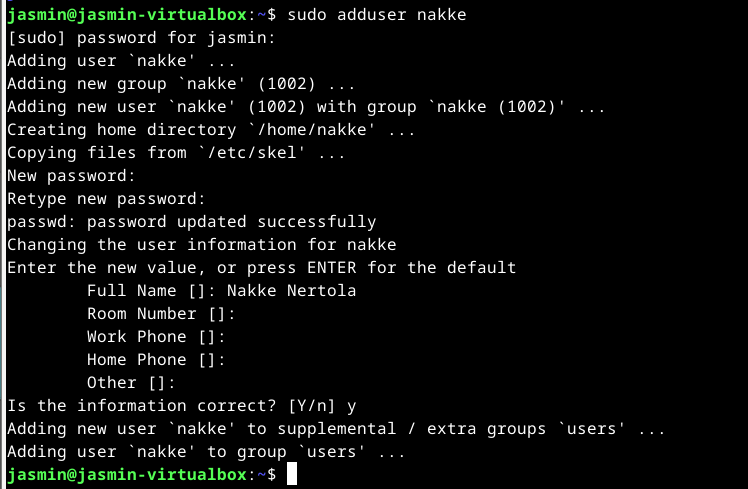 jasmin@jasmin-virtualbox:~$ sudo adduser nakke
[sudo] password for jasmin:
Adding user `nakke' ...
Adding new group `nakke' (1002) ...
Adding new user `nakke' (1002) with group `nakke (1002)' ...
Creating home directory `/home/nakke' ...
Copying files from `/etc/skel' ...
New password:
Retype new password:
passwd: password updated successfully
Changing the user information for nakke
Enter the new value, or press ENTER for the default
        Full Name []: Nakke Nertola
        Room Number []:
        Work Phone []:
        Home Phone []:
        Other []:
Is the information correct? [Y/n] y
Adding new user `nakke' to supplemental / extra groups `users' ...
Adding user `nakke' to group `users' ...
jasmin@jasmin-virtualbox:~$